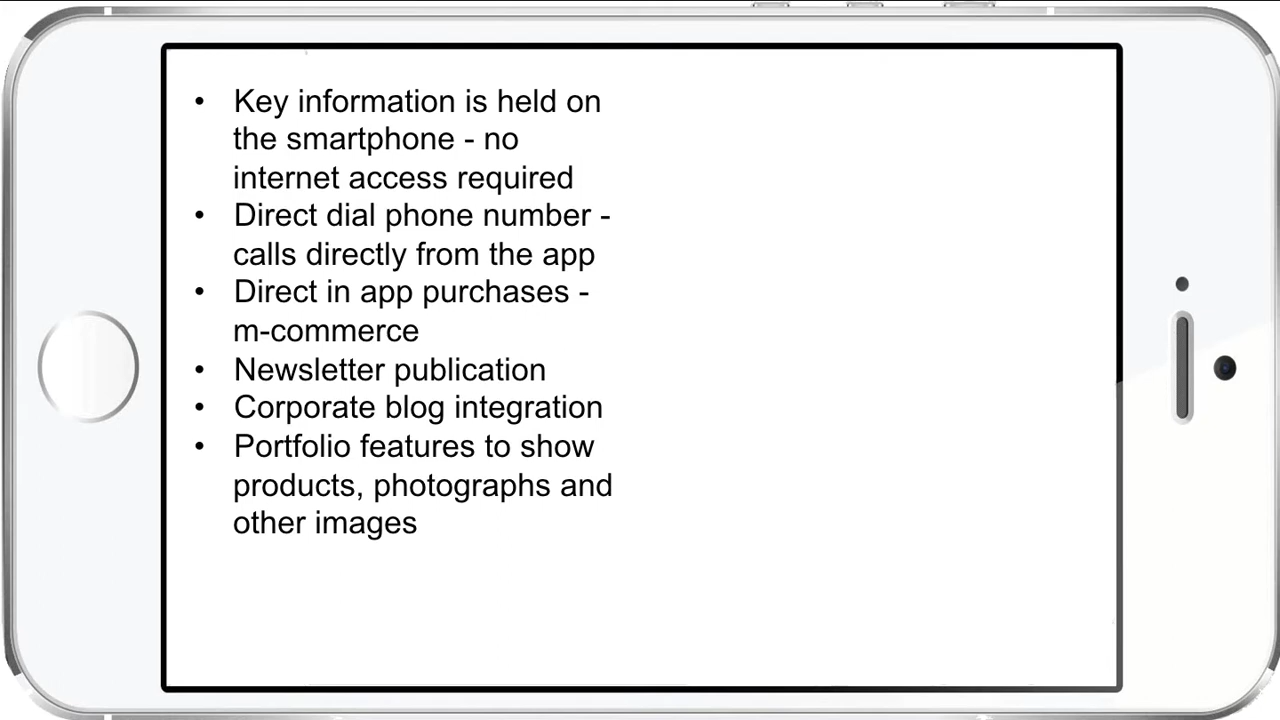 • Key information is held on
the smartphone - no
internet access required
• Direct dial phone number -
calls directly from the app
• Direct in app purchases -
m-commerce
• Newsletter publication
• Corporate blog integration
• Portfolio features to show
products, photographs and
other images